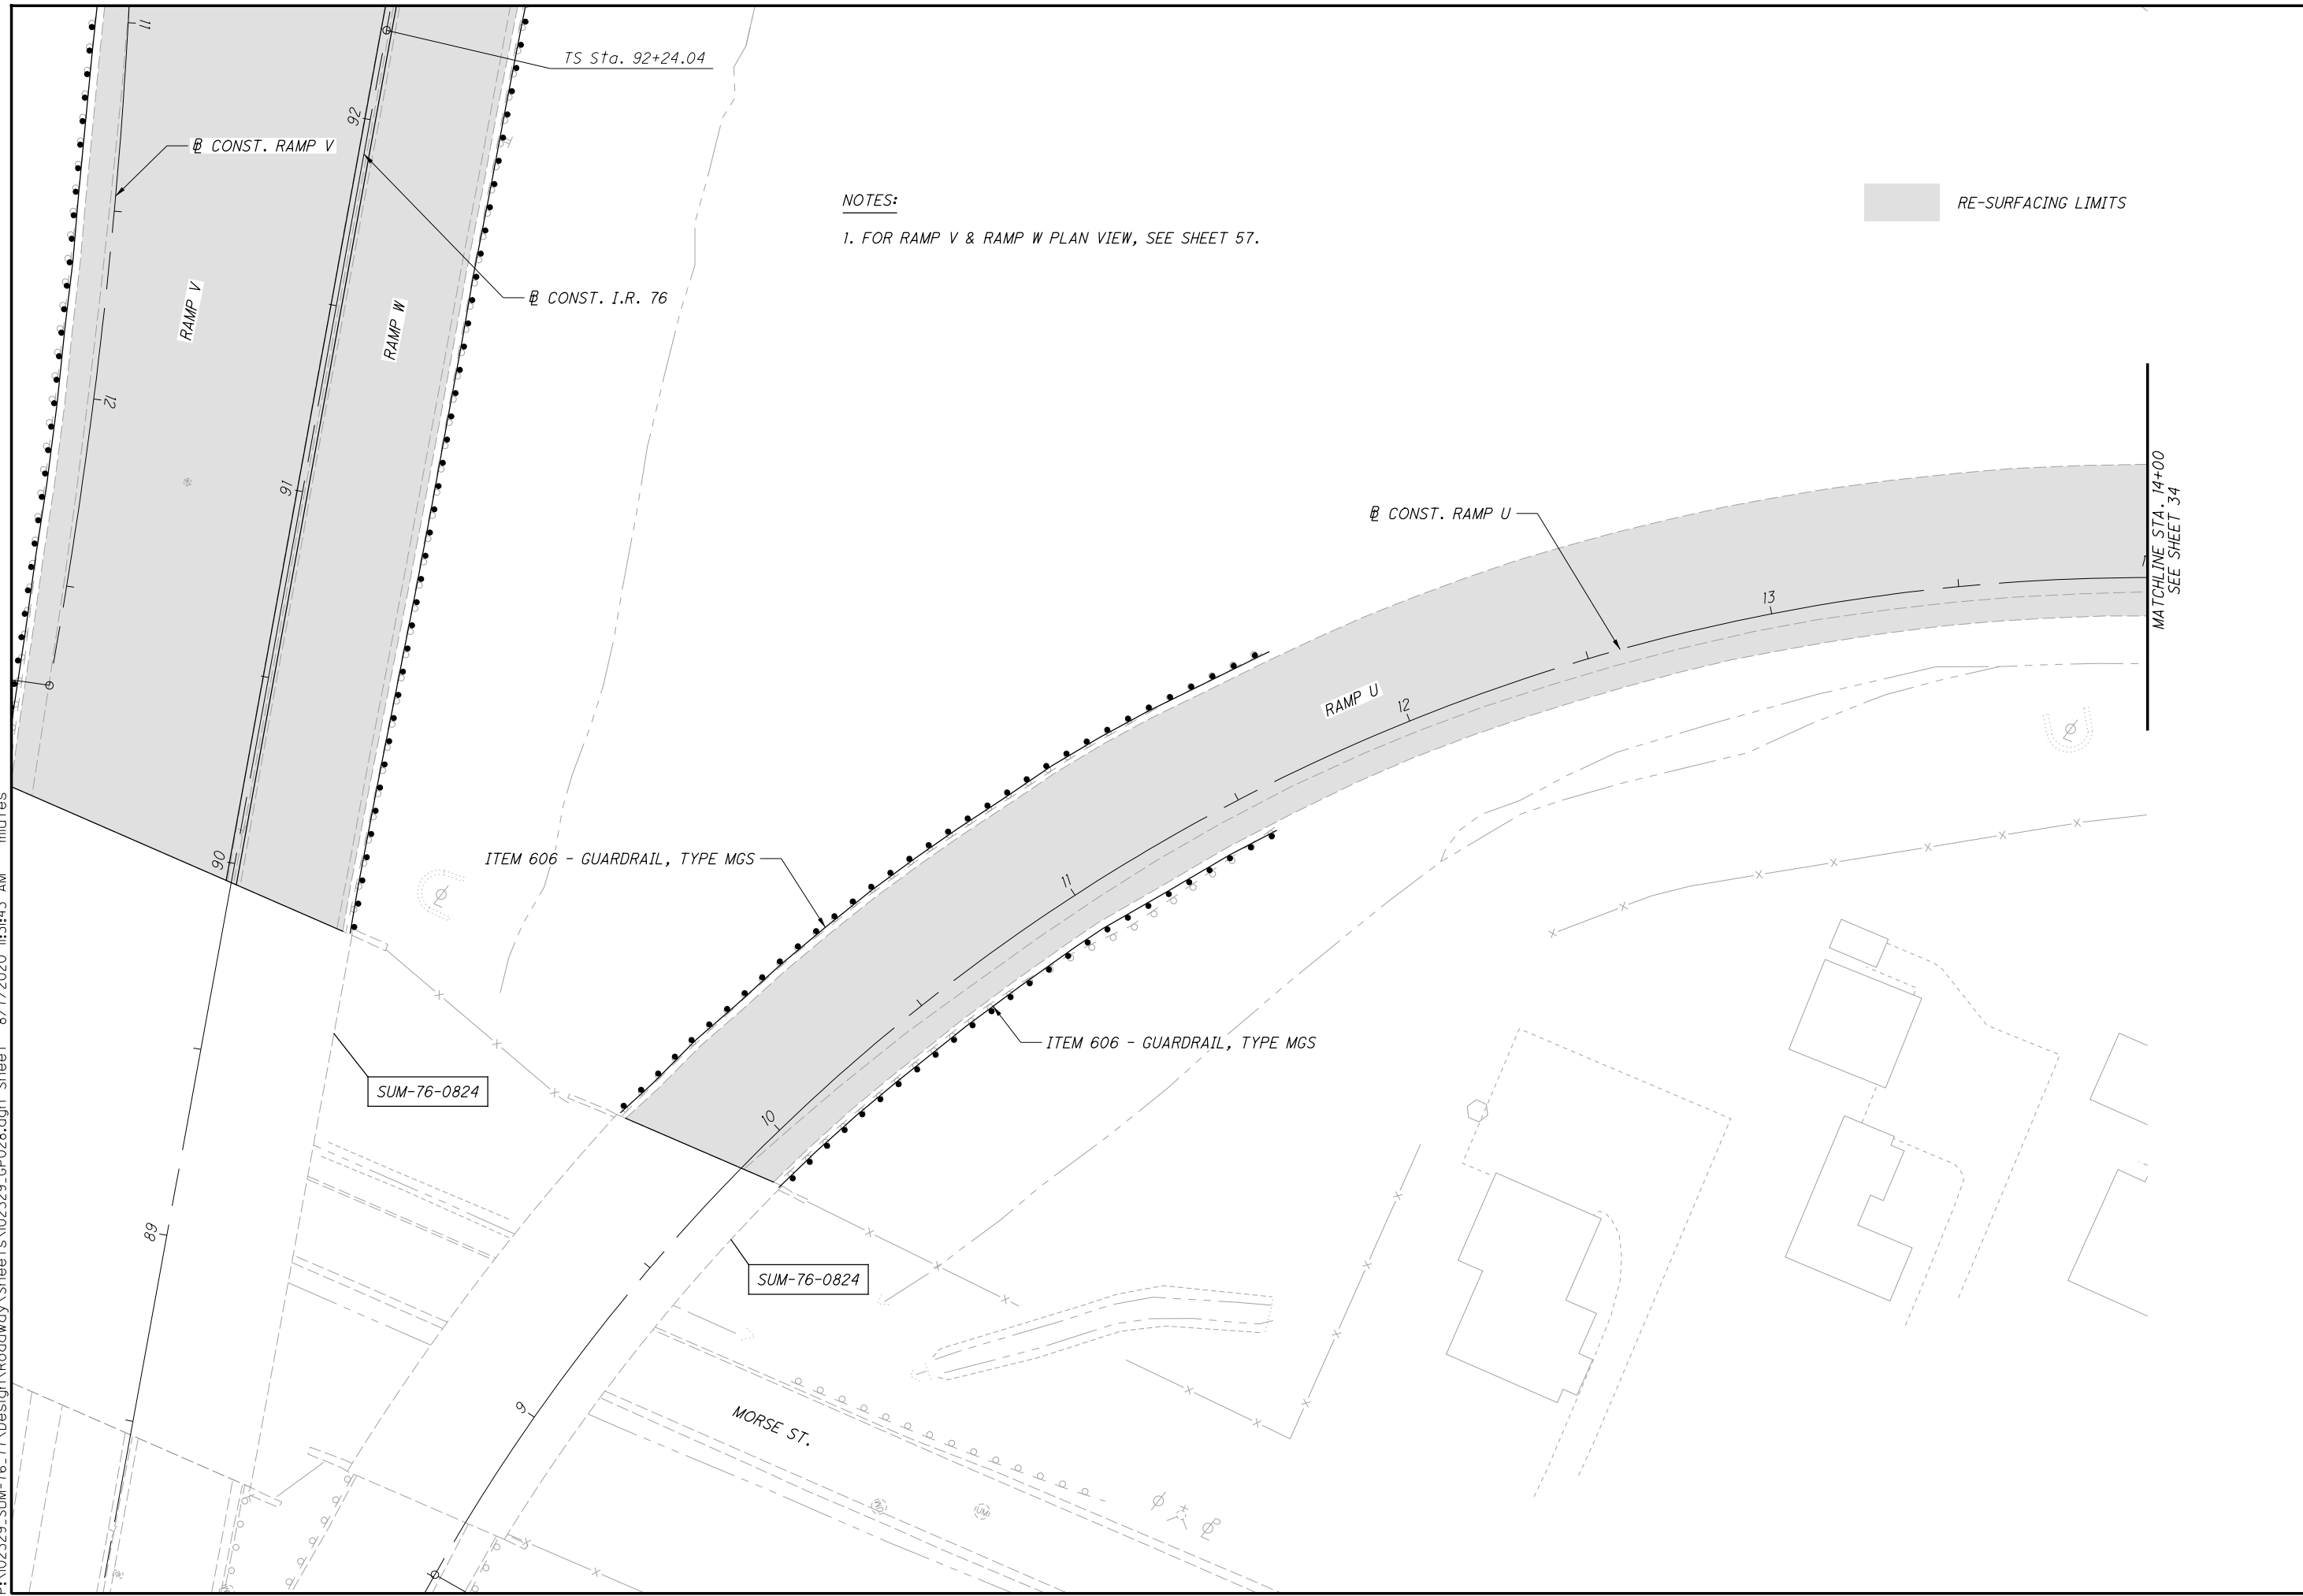 TS Sta. 92+24.04
11
92
℄ CONST. RAMP V
NOTES:
1. FOR RAMP V & RAMP W PLAN VIEW, SEE SHEET 57.
RE-SURFACING LIMITS
RAMP V
RAMP W
℄ CONST. I.R. 76
12
91
℄ CONST. RAMP U
MATCHLINE STA. 14+00
SEE SHEET 34
13
RAMP U
12
90
ITEM 606 - GUARDRAIL, TYPE MGS
11
ITEM 606 - GUARDRAIL, TYPE MGS
SUM-76-0824
10
89
SUM-76-0824
9
MORSE ST.